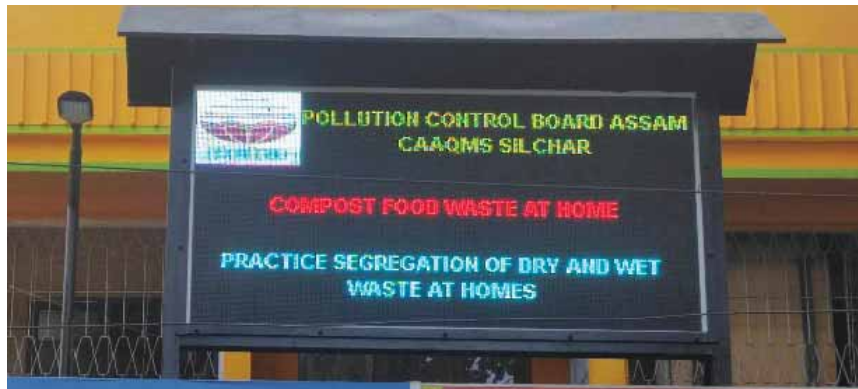 POLLUTION CONTROL BOARD ASSAM
CAAQMS SILCHAR
COMPOST FOOD WASTE AT HOME
PRACTICE SEGREGATION OF DRY AND WET
WASTE AT HOMES